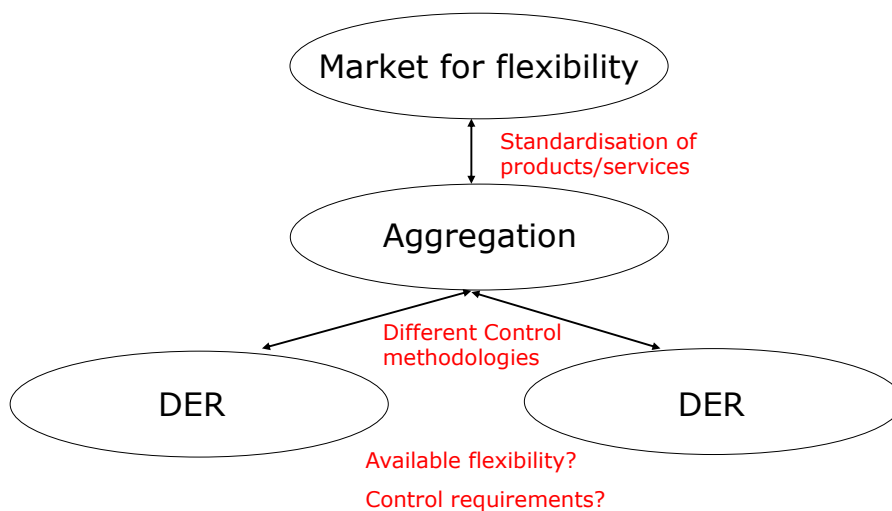 Market for flexibility
Standardisation of
products/services
Aggregation
Different Control
methodologies
DER
DER
Available flexibility?
Control requirements?